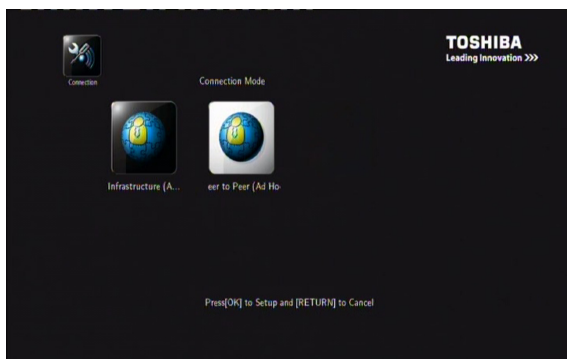 TOSHIBA
Leading Innovation >>>
Connection
Connection Mode
Infrastructure (A...
eer to Peer (Ad Ho
Press[OK] to Setup and [RETURN] to Cancel